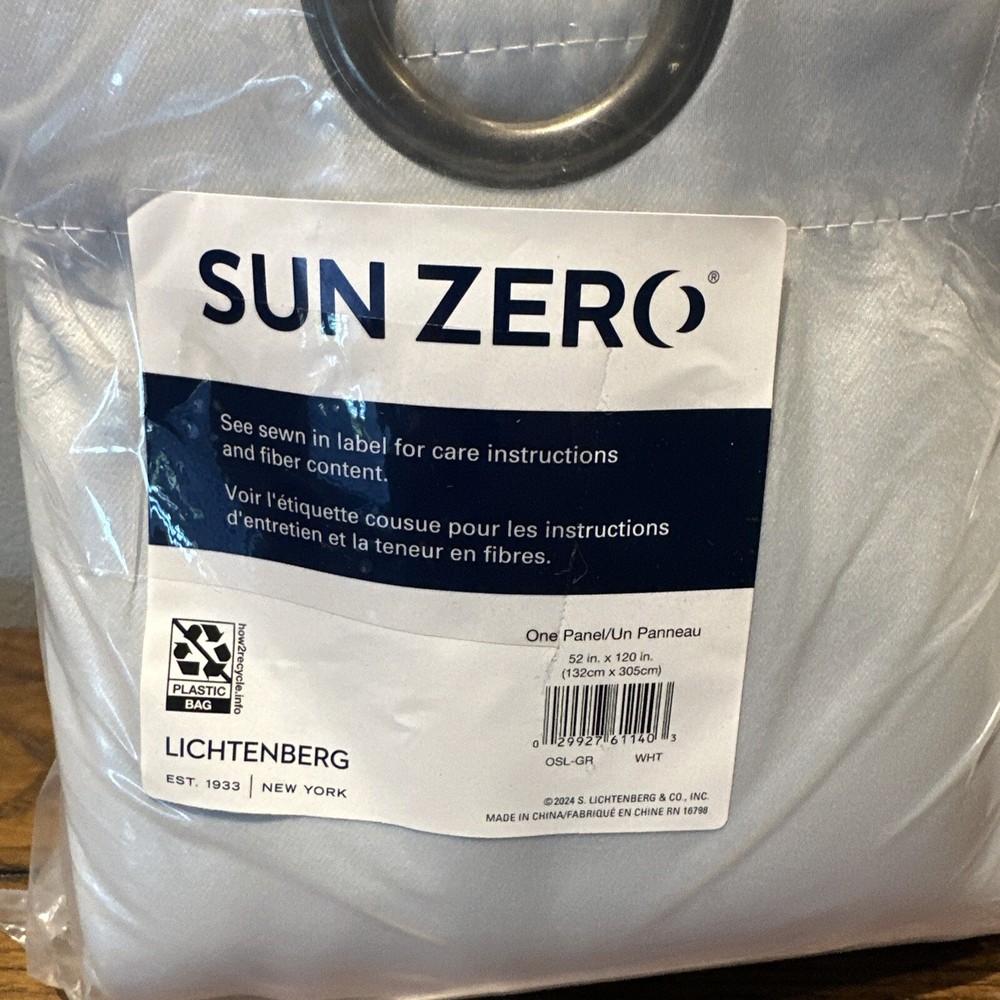 SUN ZERO®
See sewn in label for care instructions
and fiber content.
Voir l'étiquette cousue pour les instructions
d'entretien et la teneur en fibres.
how2recycle.info
PLASTIC
BAG
LICHTENBERG
EST. 1933 | NEW YORK
One Panel/Un Panneau
52 in. x 120 in.
(132cm x 305cm)
0 29927 61140 3
OSL-GR WHT
©2024 S. LICHTENBERG & CO., INC.
MADE IN CHINA/FABRIQUÉ EN CHINE RN 16798